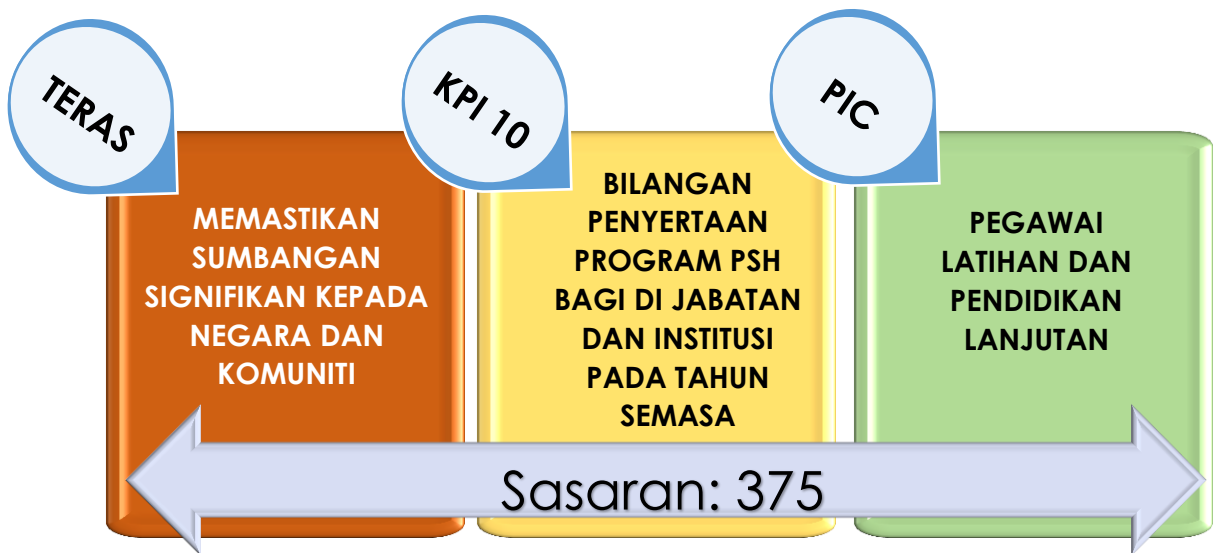 TERAS
MEMASTIKAN
SUMBANGAN
SIGNIFIKAN KEPADA
NEGARA DAN
KOMUNITI
KPI 10
BILANGAN
PENYERTAAN
PROGRAM PSH
BAGI DI JABATAN
DAN INSTITUSI
PADA TAHUN
SEMASA
PIC
PEGAWAI
LATIHAN DAN
PENDIDIKAN
LANJUTAN
Sasaran: 375